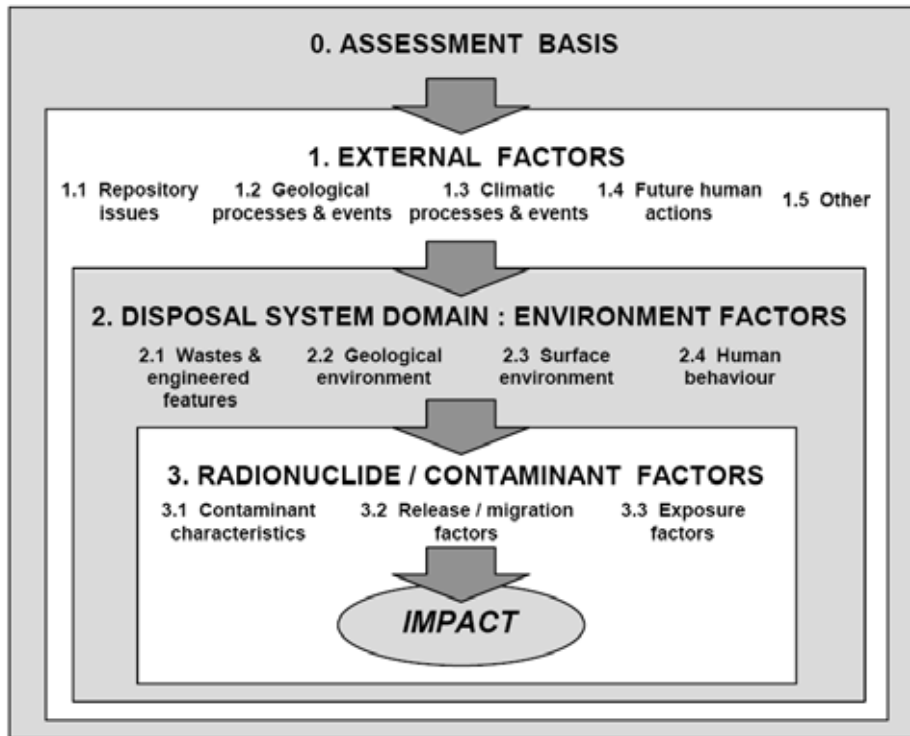 0. ASSESSMENT BASIS
1. EXTERNAL FACTORS
1.1 Repository
issues
1.2 Geological
processes & events
1.3 Climatic
processes & events
1.4 Future human
actions
1.5 Other
2. DISPOSAL SYSTEM DOMAIN : ENVIRONMENT FACTORS
2.1 Wastes &
engineered
features
2.2 Geological
environment
2.3 Surface
environment
2.4 Human
behaviour
3. RADIONUCLIDE / CONTAMINANT FACTORS
3.1 Contaminant
characteristics
3.2 Release / migration
factors
3.3 Exposure
factors
IMPACT